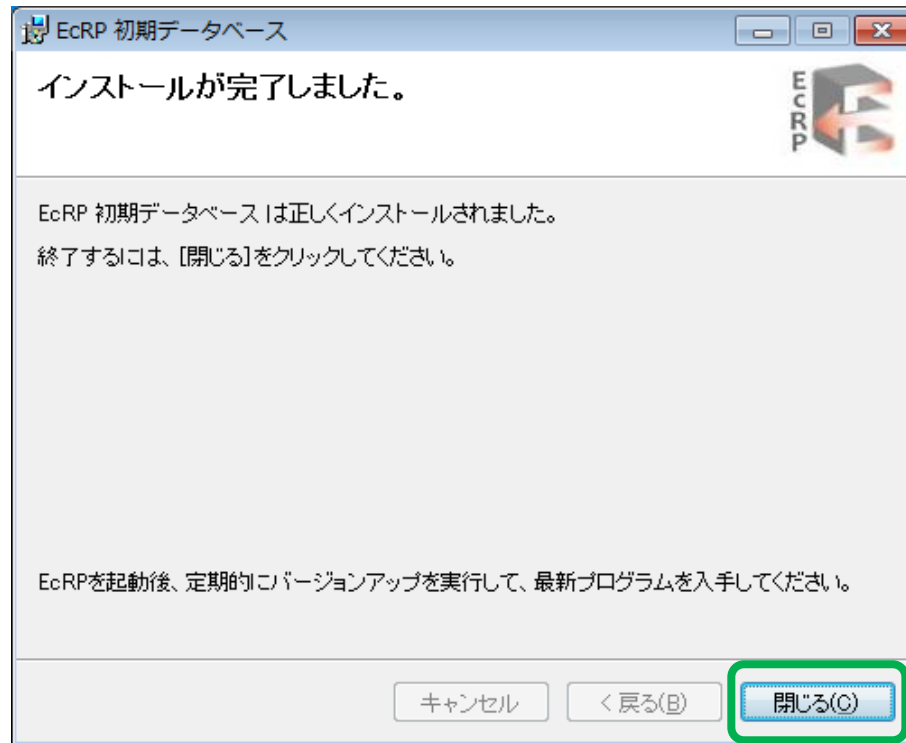 EcRP 初期データベース
インストールが完了しました。
EcRP
EcRP 初期データベース は正しくインストールされました。
終了するには、[閉じる]をクリックしてください。
EcRPを起動後、定期的にバージョンアップを実行して、最新プログラムを入手してください。
キャンセル
< 戻る(B)
閉じる(C)